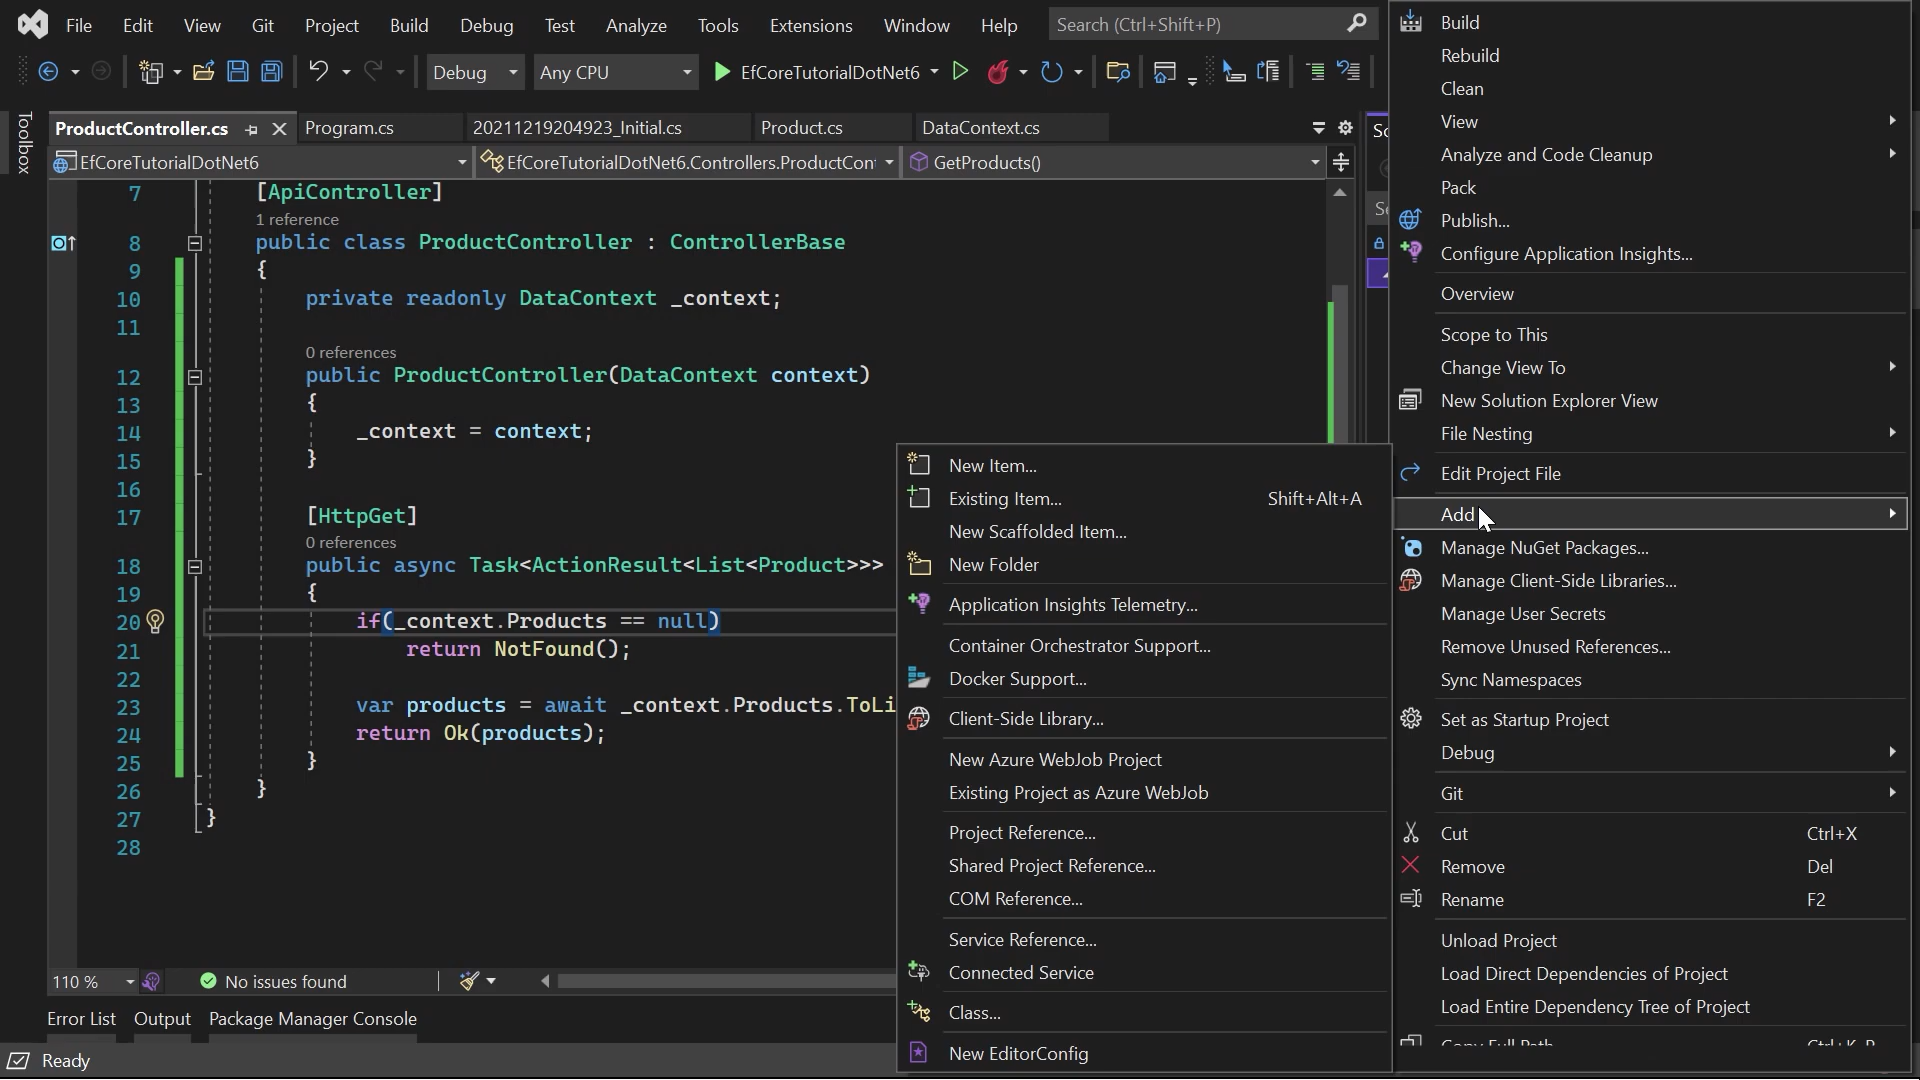 File Edit View Git Project Build Debug Test Analyze Tools Extensions Window Help Search (Ctrl+Shift+P)
Debug Any CPU EfCoreTutorialDotNet6
Toolbox
ProductController.cs Program.cs 20211219204923_Initial.cs Product.cs DataContext.cs
EfCoreTutorialDotNet6 EfCoreTutorialDotNet6.Controllers.ProductCont GetProducts()
7 [ApiController]
1 reference
8 public class ProductController : ControllerBase
9 {
10 private readonly DataContext _context;
11
0 references
12 public ProductController(DataContext context)
13 {
14 _context = context;
15 }
16
17 [HttpGet]
0 references
18 public async Task<ActionResult<List<Product>>>
19 {
20 if(_context.Products == null)
21 return NotFound();
22
23 var products = await _context.Products.ToLi
24 return Ok(products);
25 }
26 }
27 }
28
110 % No issues found
Error List Output Package Manager Console
Ready
New Item...
Existing Item... Shift+Alt+A
New Scaffolded Item...
New Folder
Application Insights Telemetry...
Container Orchestrator Support...
Docker Support...
Client-Side Library...
New Azure WebJob Project
Existing Project as Azure WebJob
Project Reference...
Shared Project Reference...
COM Reference...
Service Reference...
Connected Service
Class...
New EditorConfig
Build
Rebuild
Clean
View
Analyze and Code Cleanup
Pack
Publish...
Configure Application Insights...
Overview
Scope to This
Change View To
New Solution Explorer View
File Nesting
Edit Project File
Add
Manage NuGet Packages...
Manage Client-Side Libraries...
Manage User Secrets
Remove Unused References...
Sync Namespaces
Set as Startup Project
Debug
Git
Cut Ctrl+X
Remove Del
Rename F2
Unload Project
Load Direct Dependencies of Project
Load Entire Dependency Tree of Project